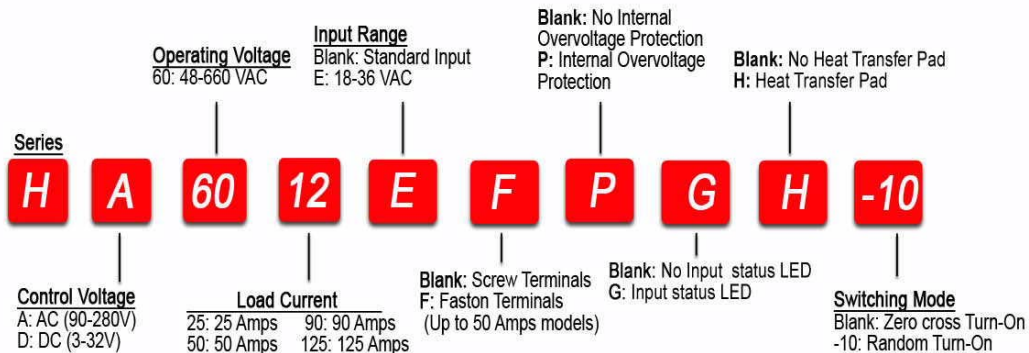 Operating Voltage
60: 48-660 VAC
Input Range
Blank: Standard Input
E: 18-36 VAC
Blank: No Internal
Overvoltage Protection
P: Internal Overvoltage
Protection
Blank: No Heat Transfer Pad
H: Heat Transfer Pad
Series
H A 60 12 E F P G H -10
Control Voltage
A: AC (90-280V)
D: DC (3-32V)
Load Current
25: 25 Amps 90: 90 Amps
50: 50 Amps 125: 125 Amps
Blank: Screw Terminals
F: Faston Terminals
(Up to 50 Amps models)
Blank: No Input status LED
G: Input status LED
Switching Mode
Blank: Zero cross Turn-On
-10: Random Turn-On